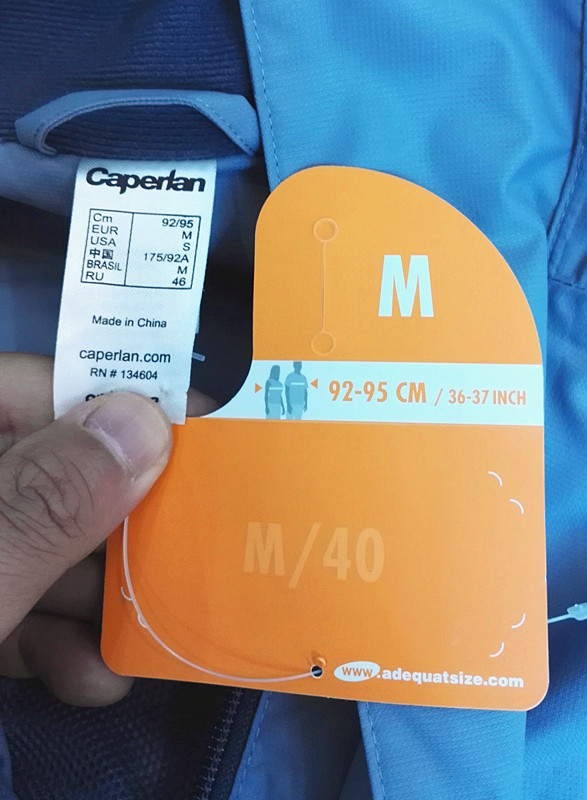 Caperlan
Cm 92/95
EUR M
USA S
中国 175/92A
BRASIL M
RU 46
Made in China
caperlan.com
RN # 134604
M
92-95 CM / 36-37 INCH
M/40
www.adequatsize.com